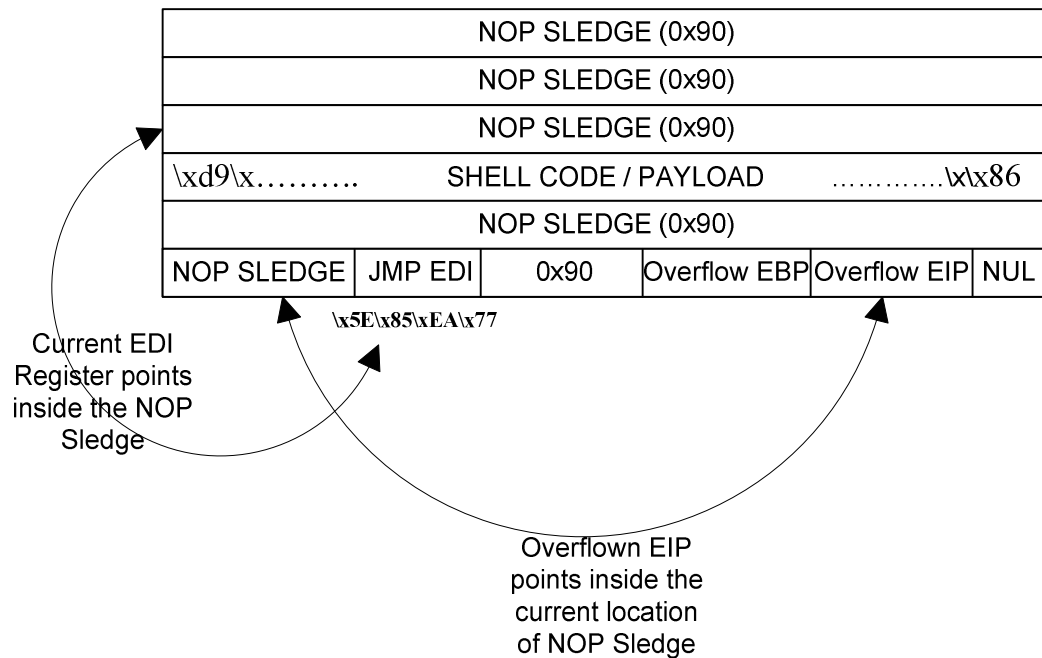 NOP SLEDGE (0x90)
NOP SLEDGE (0x90)
NOP SLEDGE (0x90)
\xd9\x………. SHELL CODE / PAYLOAD ………….\x\x86
NOP SLEDGE (0x90)
NOP SLEDGE JMP EDI 0x90 Overflow EBP Overflow EIP NUL
\x5E\x85\xEA\x77
Current EDI
Register points
inside the NOP
Sledge
Overflown EIP
points inside the
current location
of NOP Sledge